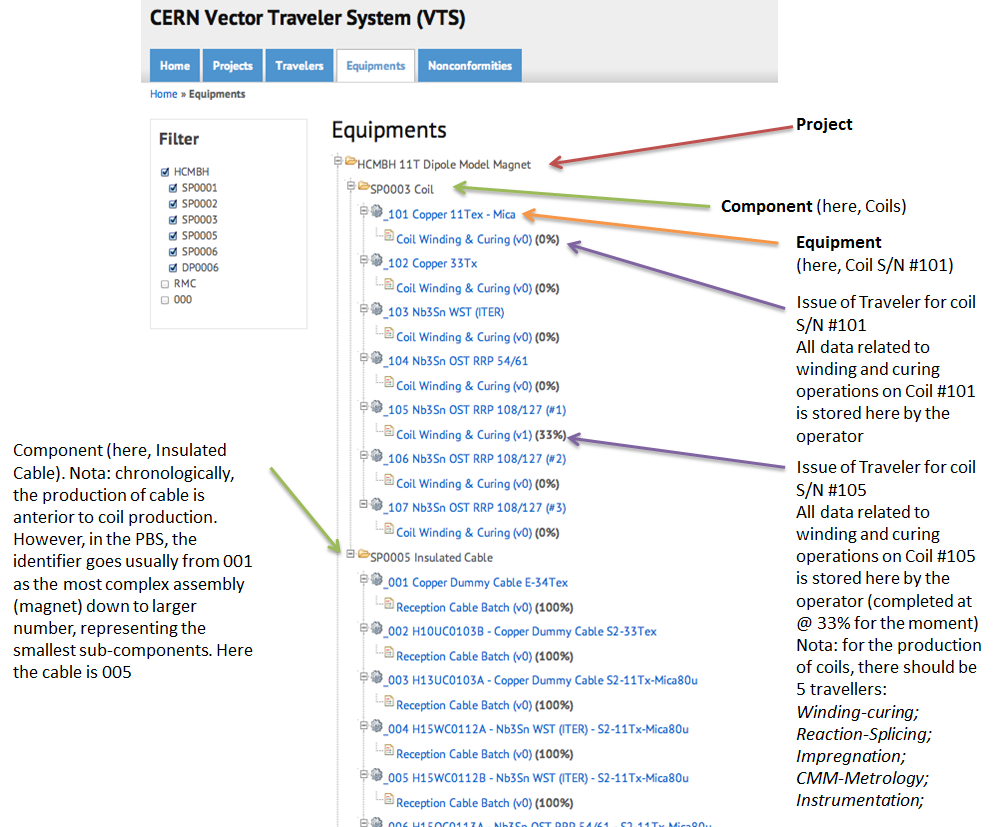 CERN Vector Traveler System (VTS)
Home
Projects
Travelers
Equipments
Nonconformities
Home » Equipments
Filter
HCMBH
SP0001
SP0002
SP0003
SP0005
SP0006
DP0006
RMC
000
Equipments
HCMBH 11T Dipole Model Magnet
SP0003 Coil
_101 Copper 11Tex - Mica
Coil Winding & Curing (v0) (0%)
_102 Copper 33Tx
Coil Winding & Curing (v0) (0%)
_103 Nb3Sn WST (ITER)
Coil Winding & Curing (v0) (0%)
_104 Nb3Sn OST RRP 54/61
Coil Winding & Curing (v0) (0%)
_105 Nb3Sn OST RRP 108/127 (#1)
Coil Winding & Curing (v1) (33%)
_106 Nb3Sn OST RRP 108/127 (#2)
Coil Winding & Curing (v0) (0%)
_107 Nb3Sn OST RRP 108/127 (#3)
Coil Winding & Curing (v0) (0%)
SP0005 Insulated Cable
_001 Copper Dummy Cable E-34Tex
Reception Cable Batch (v0) (100%)
_002 H10UC0103B - Copper Dummy Cable S2-33Tex
Reception Cable Batch (v0) (100%)
_003 H13UC0103A - Copper Dummy Cable S2-11Tx-Mica80u
Reception Cable Batch (v0) (100%)
_004 H15WC0112A - Nb3Sn WST (ITER) - S2-11Tx-Mica80u
Reception Cable Batch (v0) (100%)
_005 H15WC0112B - Nb3Sn WST (ITER) - S2-11Tx-Mica80u
Reception Cable Batch (v0) (100%)
_006 H15OC0113A - Nb3Sn OST RRP 54/61 - S2-11Tx-Mica80u
Project
Component (here, Coils)
Equipment
(here, Coil S/N #101)
Issue of Traveler for coil
S/N #101
All data related to
winding and curing
operations on Coil #101
is stored here by the
operator
Issue of Traveler for coil
S/N #105
All data related to
winding and curing
operations on Coil #105
is stored here by the
operator (completed at
@ 33% for the moment)
Nota: for the production
of coils, there should be
5 travellers:
Winding-curing;
Reaction-Splicing;
Impregnation;
CMM-Metrology;
Instrumentation;
Component (here, Insulated
Cable). Nota: chronologically,
the production of cable is
anterior to coil production.
However, in the PBS, the
identifier goes usually from 001
as the most complex assembly
(magnet) down to larger
number, representing the
smallest sub-components. Here
the cable is 005